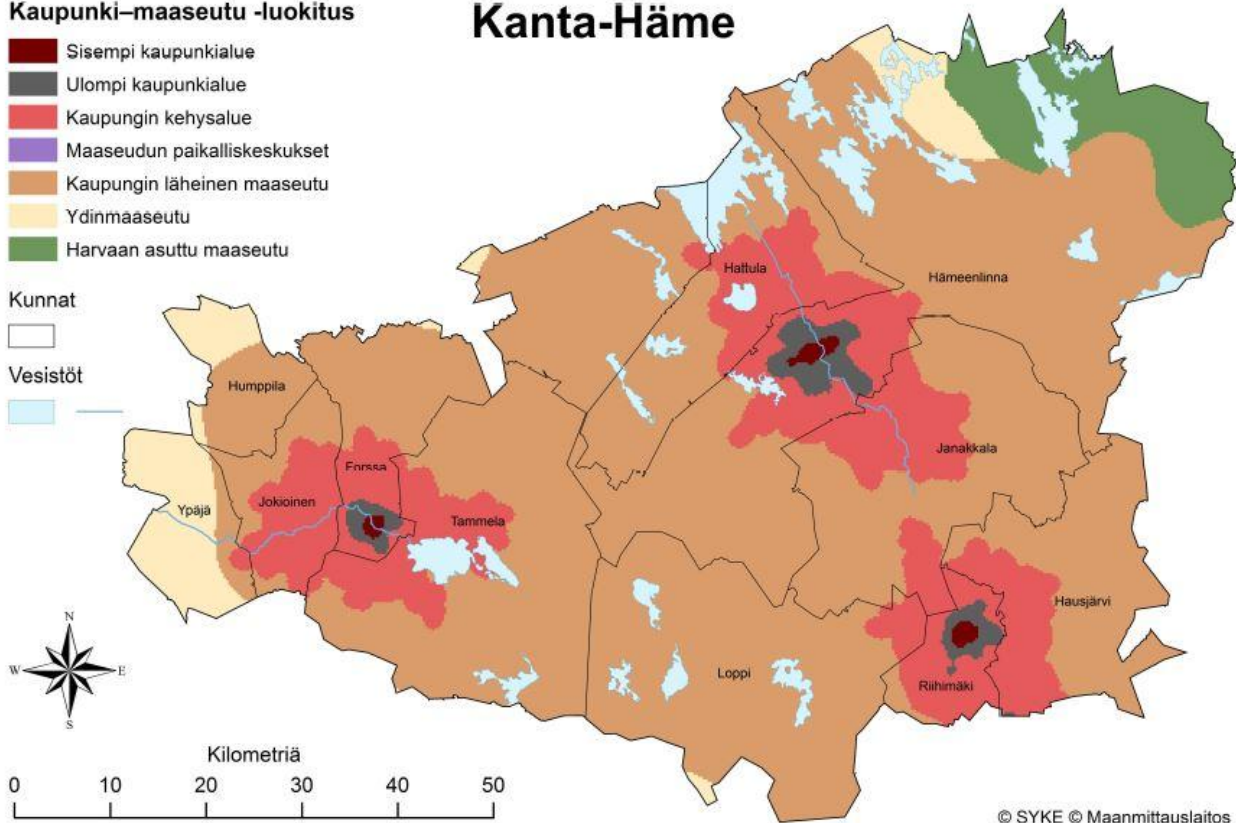 Kaupunki–maaseutu -luokitus
Kanta-Häme
Sisempi kaupunkialue
Ulompi kaupunkialue
Kaupungin kehysalue
Maaseudun paikalliskeskukset
Kaupungin läheinen maaseutu
Ydinmaaseutu
Harvaan asuttu maaseutu
Kunnat
Vesistöt
Hattula
Hämeenlinna
Humppila
Janakkala
Forssa
Ypäjä
Jokioinen
Tammela
Hausjärvi
Loppi
Riihimäki
N
W
E
S
Kilometriä
0 10 20 30 40 50
© SYKE © Maanmittauslaitos